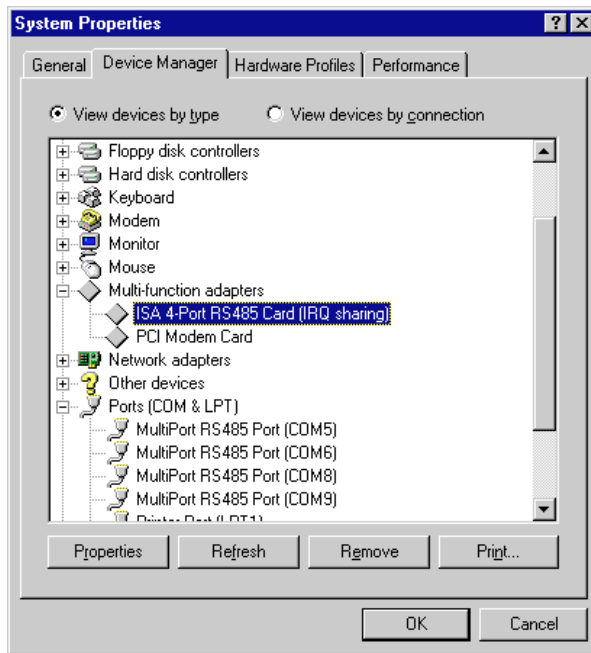 System Properties
General Device Manager Hardware Profiles Performance
View devices by type View devices by connection
Floppy disk controllers
Hard disk controllers
Keyboard
Modem
Monitor
Mouse
Multi-function adapters
ISA 4-Port RS485 Card (IRQ sharing)
PCI Modem Card
Network adapters
Other devices
Ports (COM & LPT)
MultiPort RS485 Port (COM5)
MultiPort RS485 Port (COM6)
MultiPort RS485 Port (COM8)
MultiPort RS485 Port (COM9)
Printer Port (LPT1)
Properties Refresh Remove Print...
OK Cancel